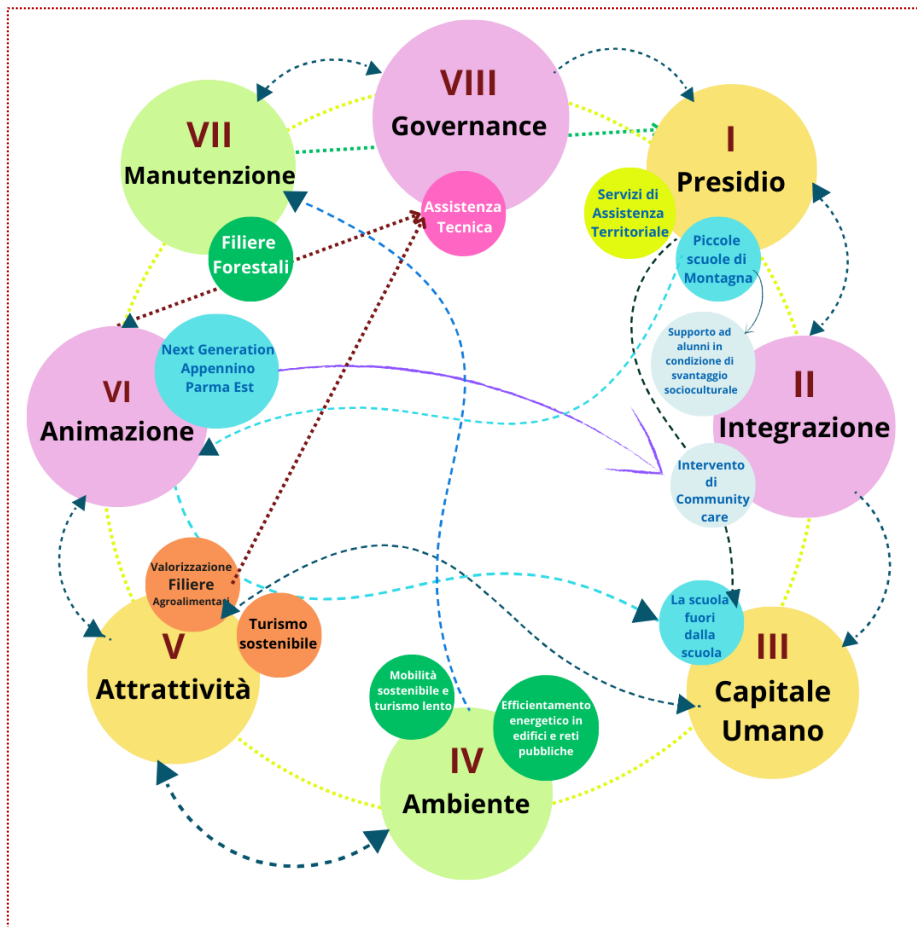 VIII
Governance
Assistenza
Tecnica
I
Presidio
Servizi di
Assistenza
Territoriale
Piccole
scuole di
Montagna
Supporto ad
alunni in
condizione di
svantaggio
socioculturale
II
Integrazione
Intervento
di
Community
care
La scuola
fuori
dalla
scuola
III
Capitale
Umano
Mobilità
sostenibile e
turismo lento
Efficientamento
energetico in
edifici e reti
pubbliche
IV
Ambiente
Valorizzazione
Filiere
Agroalimentari
Turismo
sostenibile
V
Attrattività
Next Generation
Appennino
Parma Est
VI
Animazione
VII
Manutenzione
Filiere
Forestali